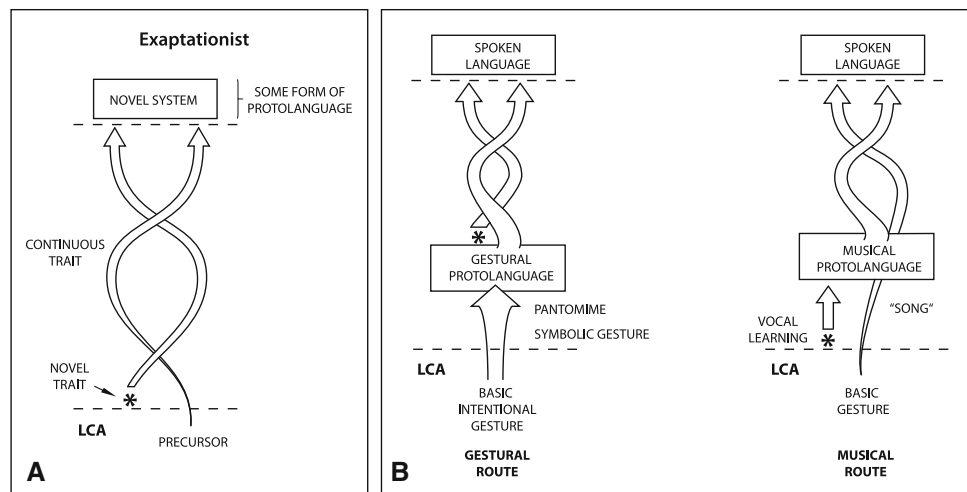 Exaptationist
NOVEL SYSTEM
SOME FORM OF
PROTOLANGUAGE
CONTINUOUS
TRAIT
NOVEL
TRAIT
*
LCA
PRECURSOR
A
SPOKEN
LANGUAGE
*
GESTURAL
PROTOLANGUAGE
PANTOMIME
SYMBOLIC GESTURE
LCA
BASIC
INTENTIONAL
GESTURE
GESTURAL
ROUTE
B
SPOKEN
LANGUAGE
MUSICAL
PROTOLANGUAGE
"SONG"
VOCAL
LEARNING
*
LCA
BASIC
GESTURE
MUSICAL
ROUTE